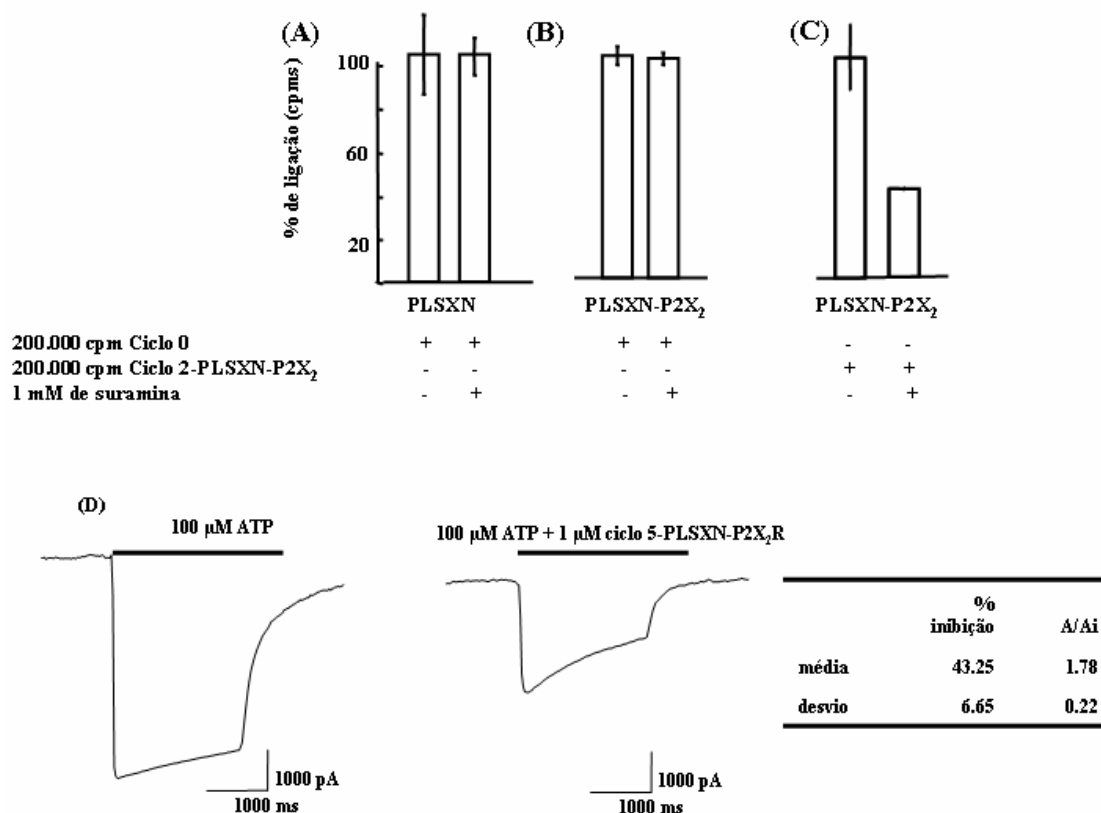 (A)
(B)
(C)
% de ligação (cpms)
100
60
20
PLSXN
PLSXN-P2X₂
PLSXN-P2X₂
200.000 cpm Ciclo 0 + + + + - -
200.000 cpm Ciclo 2-PLSXN-P2X₂ - - - - + +
1 mM de suramina - + - + - +
(D)
100 µM ATP
1000 pA
1000 ms
100 µM ATP + 1 µM ciclo 5-PLSXN-P2X₂R
1000 pA
1000 ms
%
inibição A/Ai
média 43.25 1.78
desvio 6.65 0.22